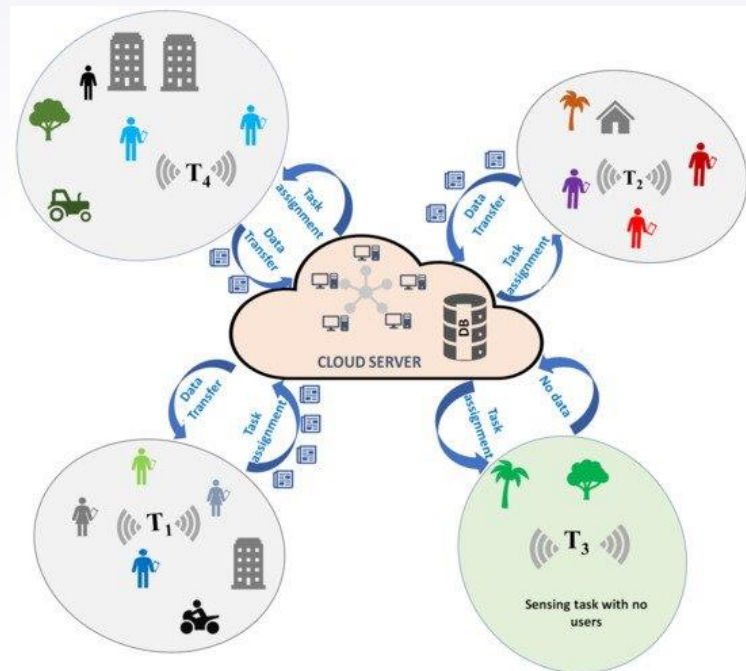 T4
Task
assignment
Data
Transfer
T2
Data
Transfer
Task
assignment
DB
CLOUD SERVER
Data
Transfer
Task
assignment
Task
assignment
No data
T1
T3
Sensing task with no
users